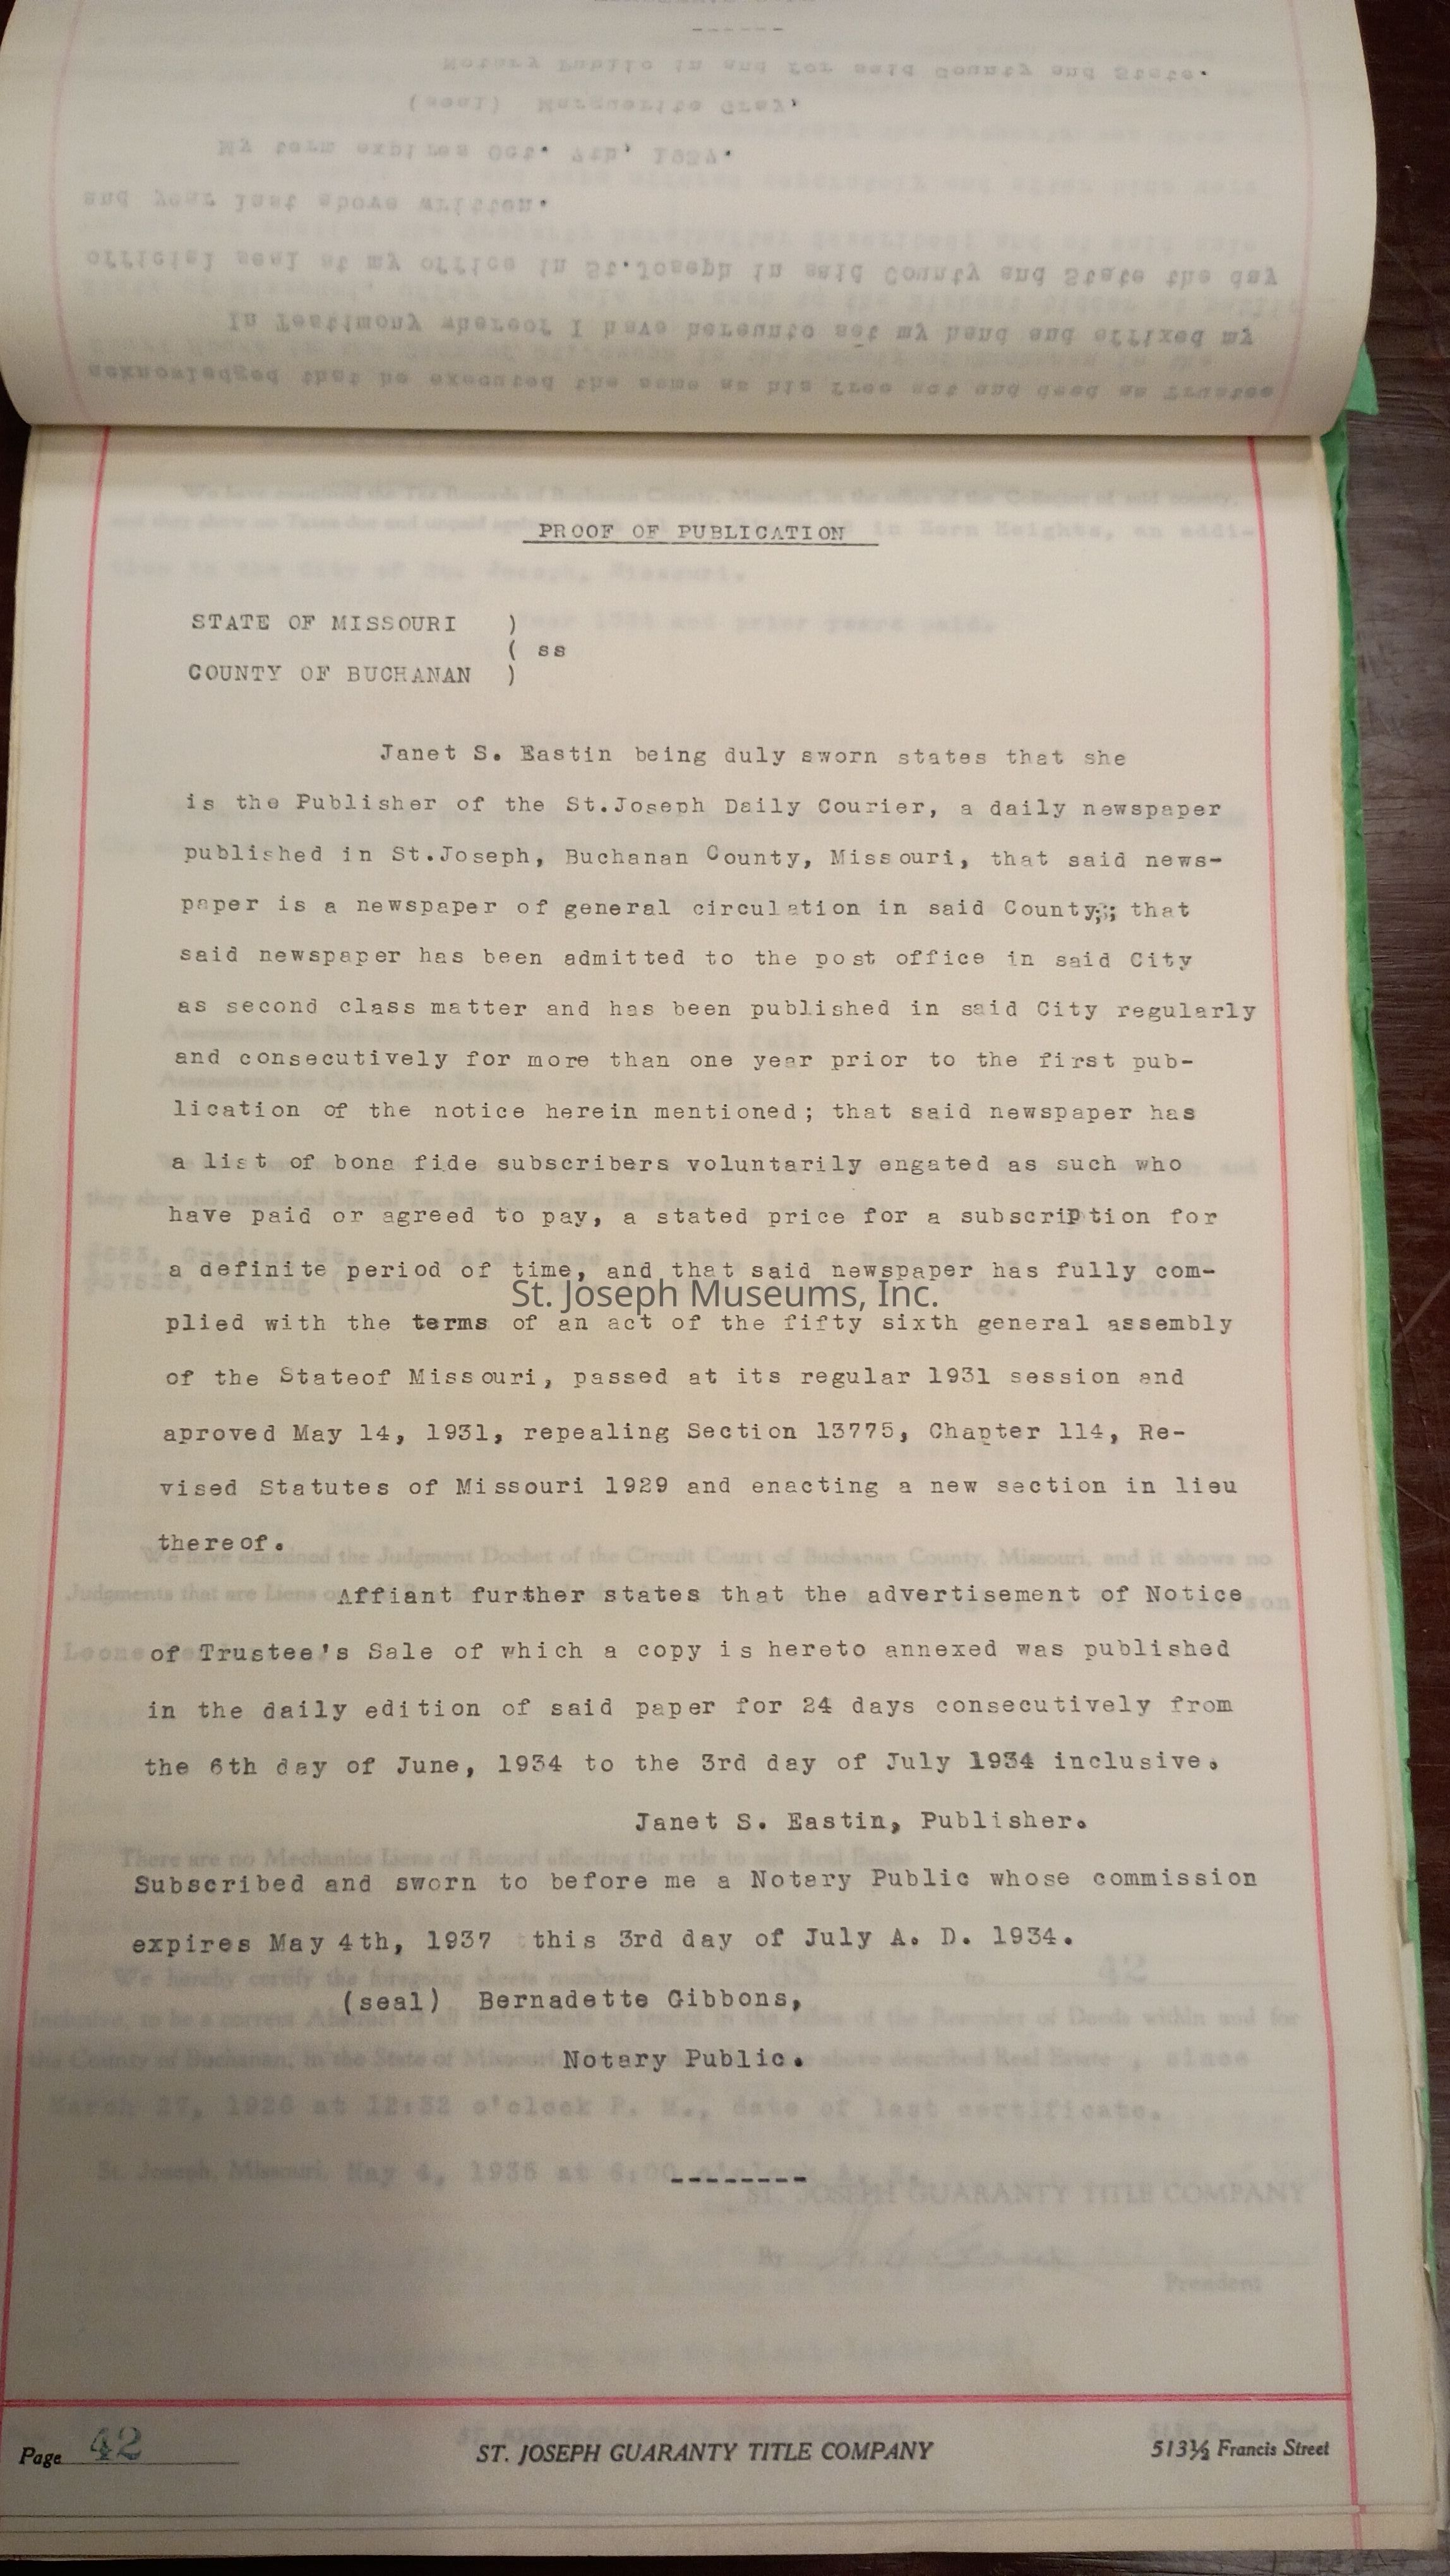 PROOF OF PUBLICATION
STATE OF MISSOURI )
( ss
COUNTY OF BUCHANAN )
Janet S. Eastin being duly sworn states that she
is the Publisher of the St.Joseph Daily Courier, a daily newspaper
published in St.Joseph, Buchanan County, Missouri, that said news-
paper is a newspaper of general circulation in said County;; that
said newspaper has been admitted to the post office in said City
as second class matter and has been published in said City regularly
and consecutively for more than one year prior to the first pub-
lication of the notice herein mentioned; that said newspaper has
a list of bona fide subscribers voluntarily engated as such who
have paid or agreed to pay, a stated price for a subscription for
a definite period of time, and that said newspaper has fully com-
St. Joseph Museums, Inc.
plied with the terms of an act of the fifty sixth general assembly
of the Stateof Missouri, passed at its regular 1931 session and
aproved May 14, 1931, repealing Section 13775, Chapter 114, Re-
vised Statutes of Missouri 1929 and enacting a new section in lieu
thereof.
Affiant further states that the advertisement of Notice
of Trustee's Sale of which a copy is hereto annexed was published
in the daily edition of said paper for 24 days consecutively from
the 6th day of June, 1934 to the 3rd day of July 1934 inclusive.
Janet S. Eastin, Publisher.
Subscribed and sworn to before me a Notary Public whose commission
expires May 4th, 1937 this 3rd day of July A. D. 1934.
(seal) Bernadette Gibbons,
Notary Public.
--------
Page 42
ST. JOSEPH GUARANTY TITLE COMPANY
513½ Francis Street